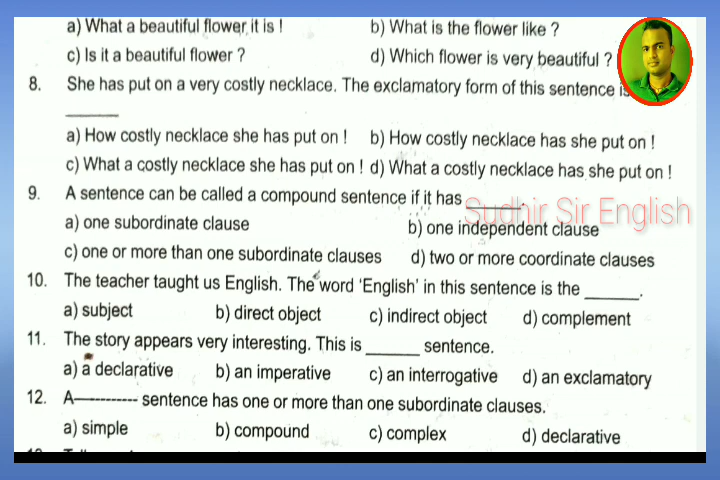 a) What a beautiful flower it is ! b) What is the flower like ?
c) Is it a beautiful flower ? d) Which flower is very beautiful ?
8. She has put on a very costly necklace. The exclamatory form of this sentence is
______
a) How costly necklace she has put on ! b) How costly necklace has she put on !
c) What a costly necklace she has put on ! d) What a costly necklace has she put on !
9. A sentence can be called a compound sentence if it has ______.
Sudhir Sir English
a) one subordinate clause b) one independent clause
c) one or more than one subordinate clauses d) two or more coordinate clauses
10. The teacher taught us English. The word 'English' in this sentence is the ______.
a) subject b) direct object c) indirect object d) complement
11. The story appears very interesting. This is ______ sentence.
a) a declarative b) an imperative c) an interrogative d) an exclamatory
12. A----------- sentence has one or more than one subordinate clauses.
a) simple b) compound c) complex d) declarative